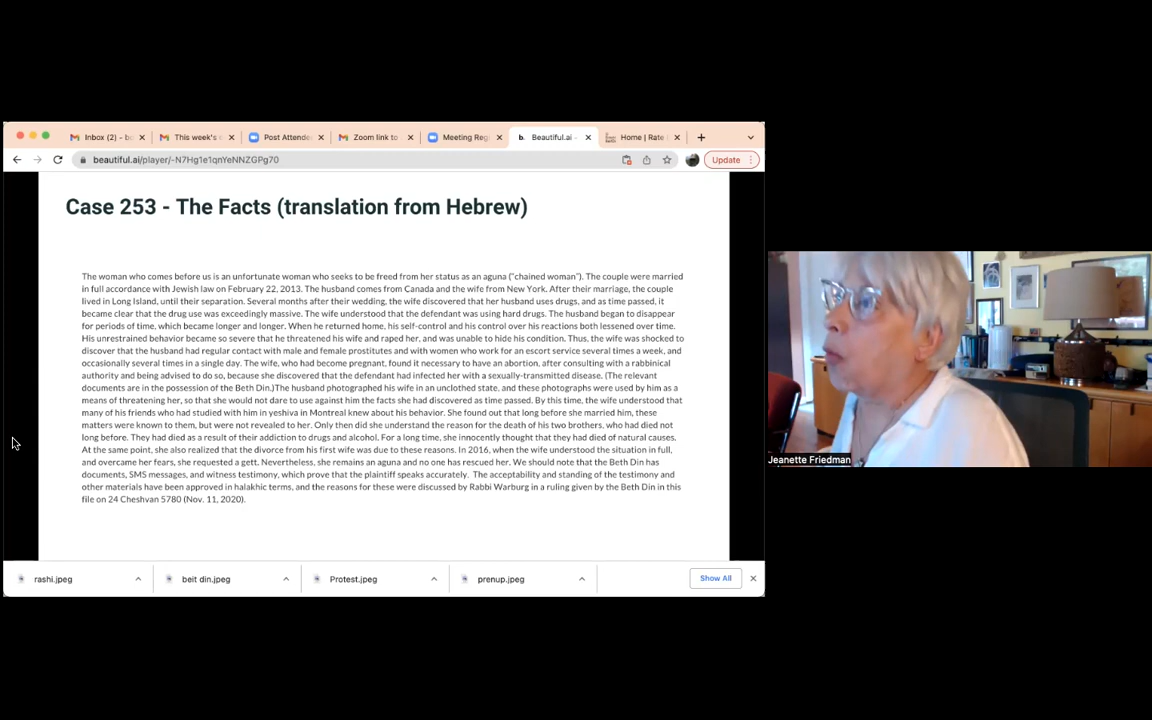 Inbox (2) - bo
This week's
Post Attende
Zoom link to
Meeting Reg
b. Beautiful.ai -
Home | Rate
beautiful.ai/player/-N7Hg1e1qnYeNNZGPg70
Update
Case 253 - The Facts (translation from Hebrew)
The woman who comes before us is an unfortunate woman who seeks to be freed from her status as an aguna ("chained woman"). The couple were married
in full accordance with Jewish law on February 22, 2013. The husband comes from Canada and the wife from New York. After their marriage, the couple
lived in Long Island, until their separation. Several months after their wedding, the wife discovered that her husband uses drugs, and as time passed, it
became clear that the drug use was exceedingly massive. The wife understood that the defendant was using hard drugs. The husband began to disappear
for periods of time, which became longer and longer. When he returned home, his self-control and his control over his reactions both lessened over time.
His unrestrained behavior became so severe that he threatened his wife and raped her, and was unable to hide his condition. Thus, the wife was shocked to
discover that the husband had regular contact with male and female prostitutes and with women who work for an escort service several times a week, and
occasionally several times in a single day. The wife, who had become pregnant, found it necessary to have an abortion, after consulting with a rabbinical
authority and being advised to do so, because she discovered that the defendant had infected her with a sexually-transmitted disease. (The relevant
documents are in the possession of the Beth Din.)The husband photographed his wife in an unclothed state, and these photographs were used by him as a
means of threatening her, so that she would not dare to use against him the facts she had discovered as time passed. By this time, the wife understood that
many of his friends who had studied with him in yeshiva in Montreal knew about his behavior. She found out that long before she married him, these
matters were known to them, but were not revealed to her. Only then did she understand the reason for the death of his two brothers, who had died not
long before. They had died as a result of their addiction to drugs and alcohol. For a long time, she innocently thought that they had died of natural causes.
At the same point, she also realized that the divorce from his first wife was due to these reasons. In 2016, when the wife understood the situation in full,
and overcame her fears, she requested a gett. Nevertheless, she remains an aguna and no one has rescued her. We should note that the Beth Din has
documents, SMS messages, and witness testimony, which prove that the plaintiff speaks accurately. The acceptability and standing of the testimony and
other materials have been approved in halakhic terms, and the reasons for these were discussed by Rabbi Warburg in a ruling given by the Beth Din in this
file on 24 Cheshvan 5780 (Nov. 11, 2020).
Jeanette Friedman
rashi.jpeg
beit din.jpeg
Protest.jpeg
prenup.jpeg
Show All